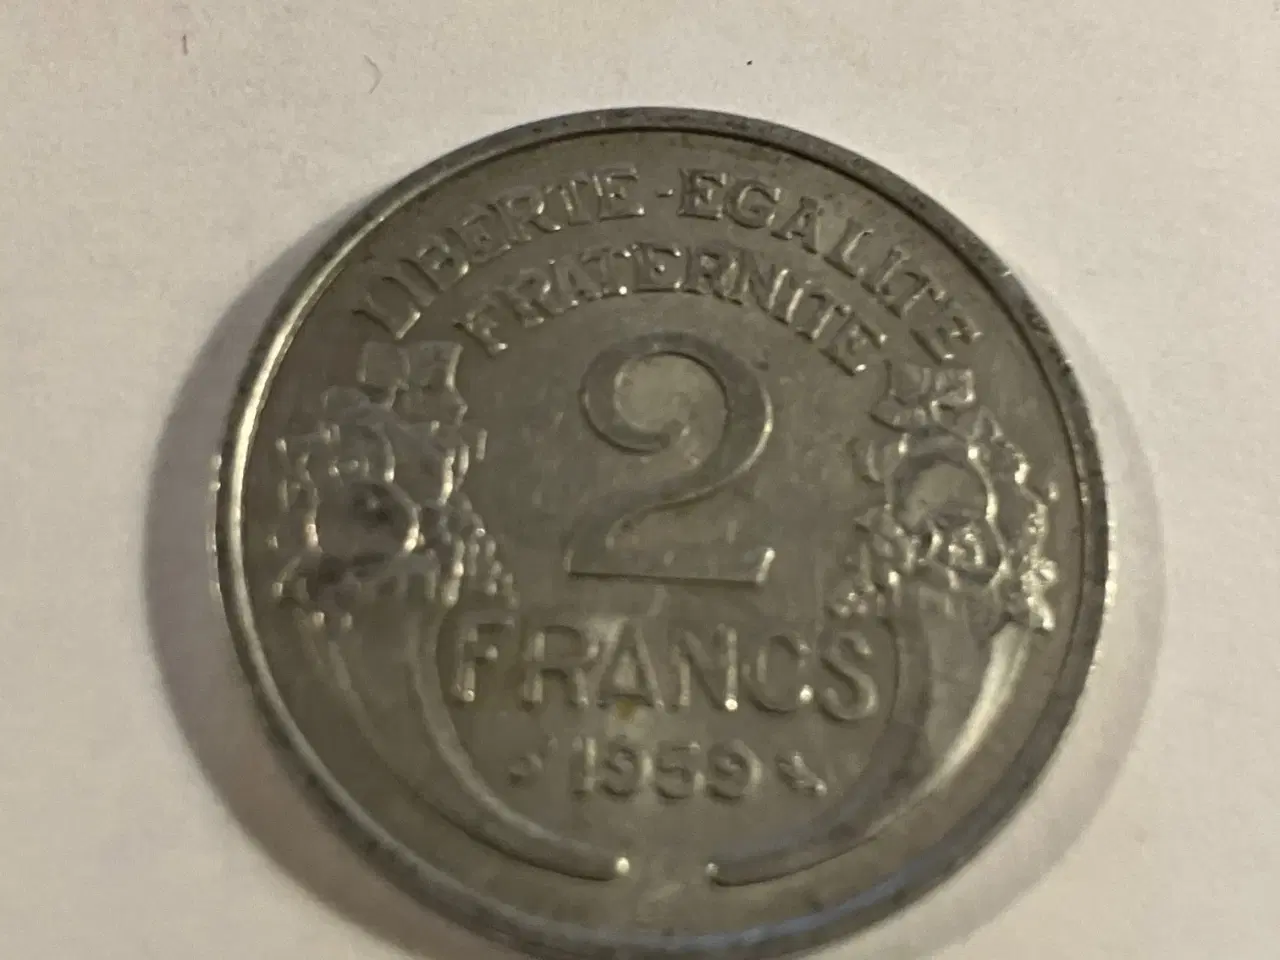 LIBERTE - EGALITE
FRATERNITE
2
FRANCS
1959